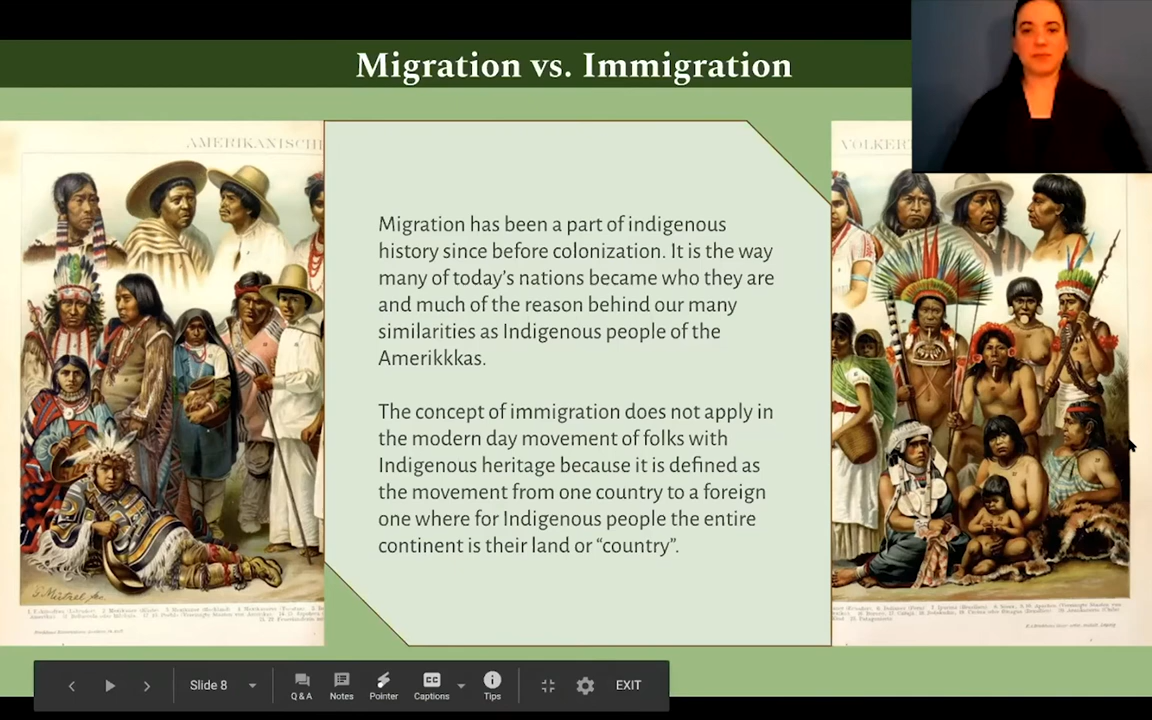 Migration vs. Immigration
AMERIKANISCHE
VÖLKER
Migration has been a part of indigenous
history since before colonization. It is the way
many of today's nations became who they are
and much of the reason behind our many
similarities as Indigenous people of the
Amerikkkas.
The concept of immigration does not apply in
the modern day movement of folks with
Indigenous heritage because it is defined as
the movement from one country to a foreign
one where for Indigenous people the entire
continent is their land or “country”.
Slide 8
Q & A
Notes
Pointer
Captions
Tips
EXIT